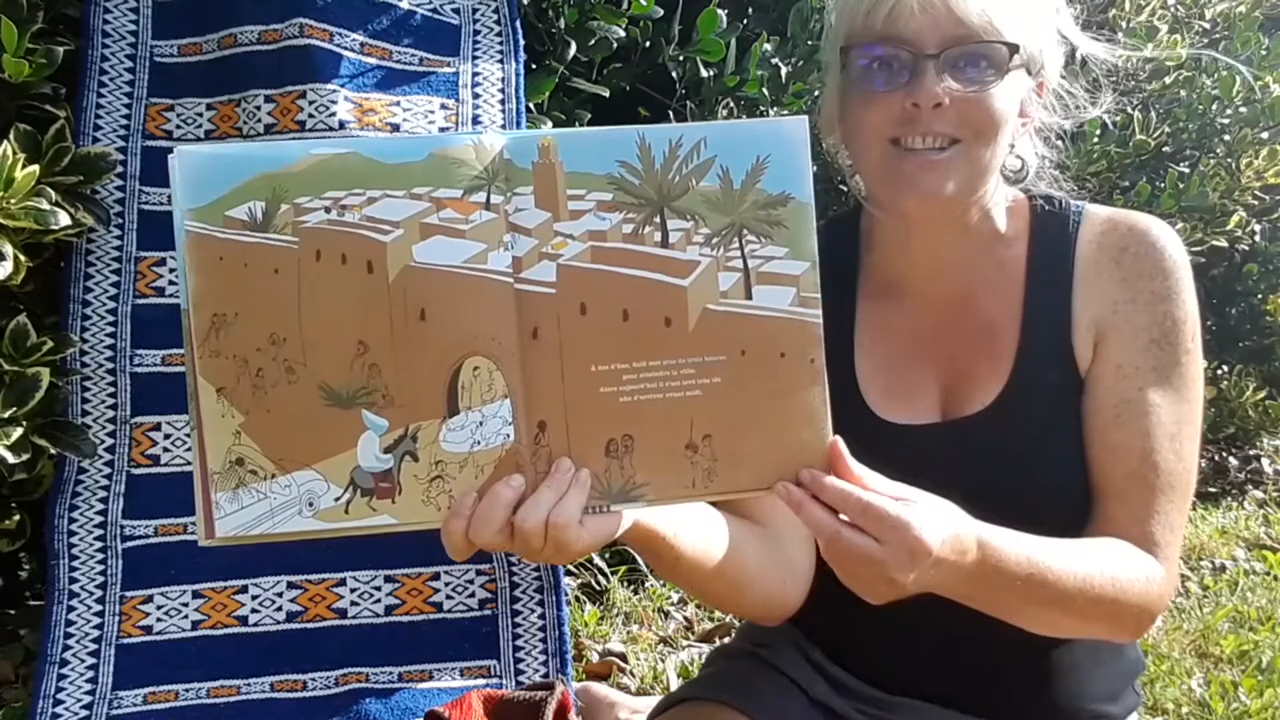 À dos d'âne, Saïd met plus de trois heures
pour atteindre la ville.
Alors aujourd'hui il s'est levé très tôt
afin d'arriver avant midi.